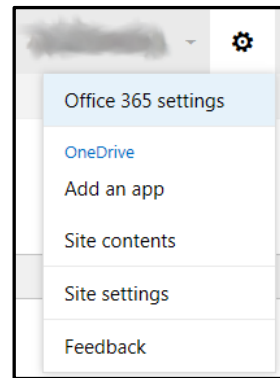 Office 365 settings
OneDrive
Add an app
Site contents
Site settings
Feedback